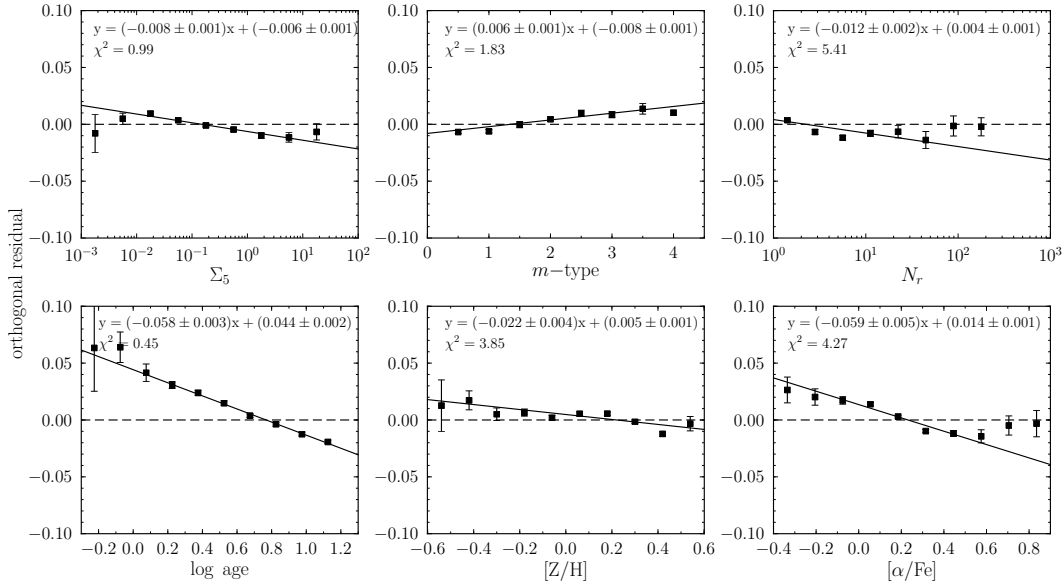 orthogonal residual
y = (−0.008 ± 0.001)x + (−0.006 ± 0.001)
χ² = 0.99
0.10
0.05
0.00
−0.05
−0.10
10⁻³ 10⁻² 10⁻¹ 10⁰ 10¹ 10²
Σ₅
y = (0.006 ± 0.001)x + (−0.008 ± 0.001)
χ² = 1.83
0.10
0.05
0.00
−0.05
−0.10
0 1 2 3 4
m−type
y = (−0.012 ± 0.002)x + (0.004 ± 0.001)
χ² = 5.41
0.10
0.05
0.00
−0.05
−0.10
10⁰ 10¹ 10² 10³
Nᵣ
y = (−0.058 ± 0.003)x + (0.044 ± 0.002)
χ² = 0.45
0.10
0.05
0.00
−0.05
−0.10
−0.2 0.0 0.2 0.4 0.6 0.8 1.0 1.2
log age
y = (−0.022 ± 0.004)x + (0.005 ± 0.001)
χ² = 3.85
0.10
0.05
0.00
−0.05
−0.10
−0.6 −0.4 −0.2 0.0 0.2 0.4 0.6
[Z/H]
y = (−0.059 ± 0.005)x + (0.014 ± 0.001)
χ² = 4.27
0.10
0.05
0.00
−0.05
−0.10
−0.4 −0.2 0.0 0.2 0.4 0.6 0.8
[α/Fe]